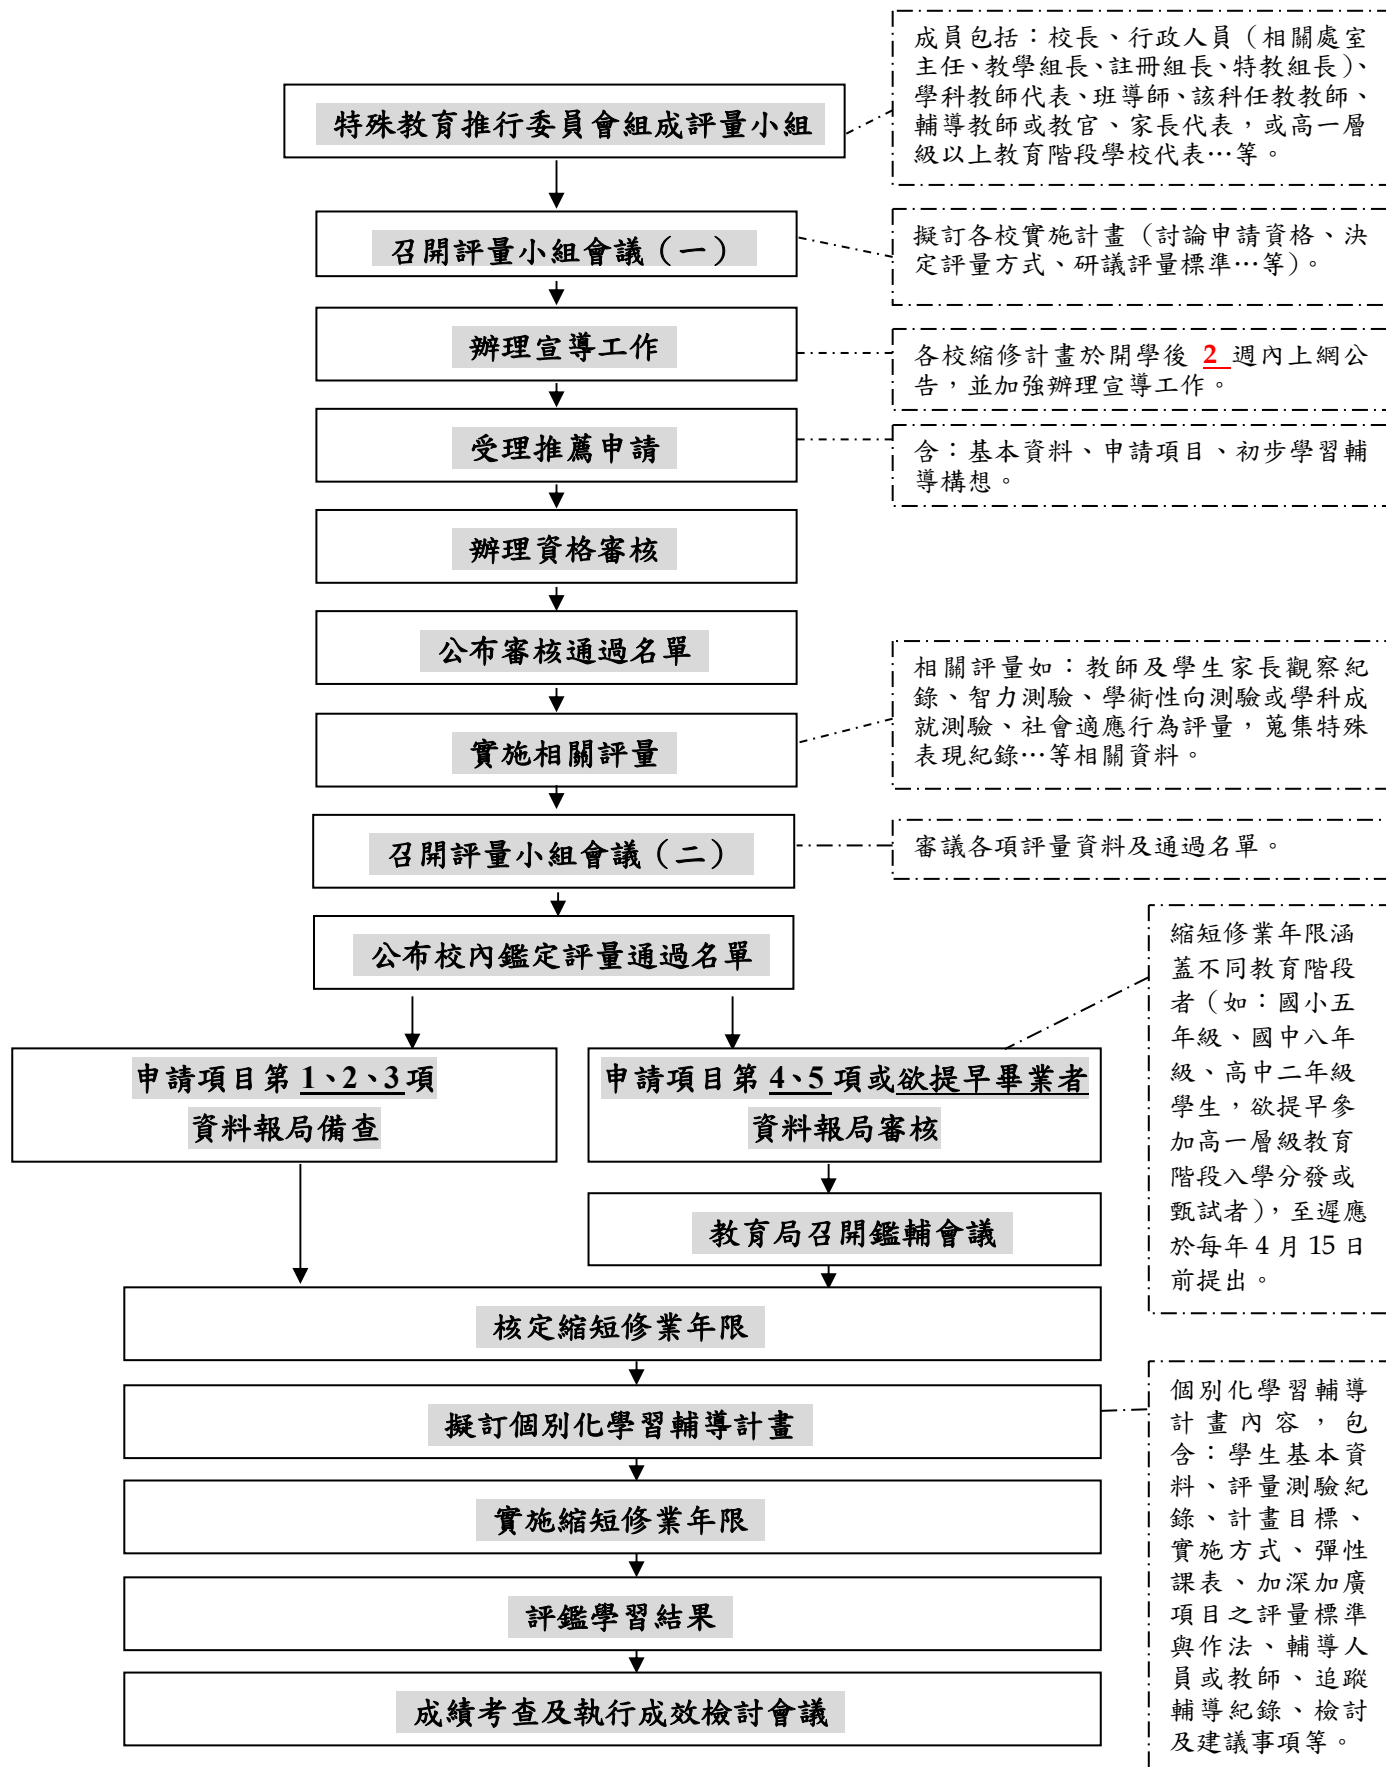 成員包括：校長、行政人員（相關處室
主任、教學組長、註冊組長、特教組長）、
學科教師代表、班導師、該科任教教師、
輔導教師或教官、家長代表，或高一層
級以上教育階段學校代表…等。
特殊教育推行委員會組成評量小組
召開評量小組會議（一）
擬訂各校實施計畫（討論申請資格、決
定評量方式、研議評量標準…等）。
辦理宣導工作
各校縮修計畫於開學後 2 週內上網公
告，並加強辦理宣導工作。
受理推薦申請
含：基本資料、申請項目、初步學習輔
導構想。
辦理資格審核
公布審核通過名單
相關評量如：教師及學生家長觀察紀
錄、智力測驗、學術性向測驗或學科成
就測驗、社會適應行為評量，蒐集特殊
表現紀錄…等相關資料。
實施相關評量
召開評量小組會議（二）
審議各項評量資料及通過名單。
公布校內鑑定評量通過名單
縮短修業年限涵
蓋不同教育階段
者（如：國小五
年級、國中八年
級、高中二年級
學生，欲提早參
加高一層級教育
階段入學分發或
甄試者），至遲應
於每年 4 月 15 日
前提出。
申請項目第 1、2、3 項
資料報局備查
申請項目第 4、5 項或欲提早畢業者
資料報局審核
教育局召開鑑輔會議
核定縮短修業年限
擬訂個別化學習輔導計畫
個別化學習輔導
計畫內容，包
含：學生基本資
料、評量測驗紀
錄、計畫目標、
實施方式、彈性
課表、加深加廣
項目之評量標準
與作法、輔導人
員或教師、追蹤
輔導紀錄、檢討
及建議事項等。
實施縮短修業年限
評鑑學習結果
成績考查及執行成效檢討會議